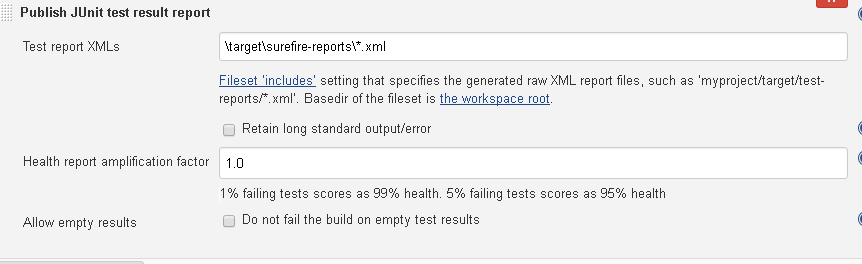 Publish JUnit test result report
Test report XMLs
\target\surefire-reports\*.xml
Fileset 'includes' setting that specifies the generated raw XML report files, such as 'myproject/target/test-
reports/*.xml'. Basedir of the fileset is the workspace root.
Retain long standard output/error
Health report amplification factor
1.0
1% failing tests scores as 99% health. 5% failing tests scores as 95% health
Allow empty results
Do not fail the build on empty test results